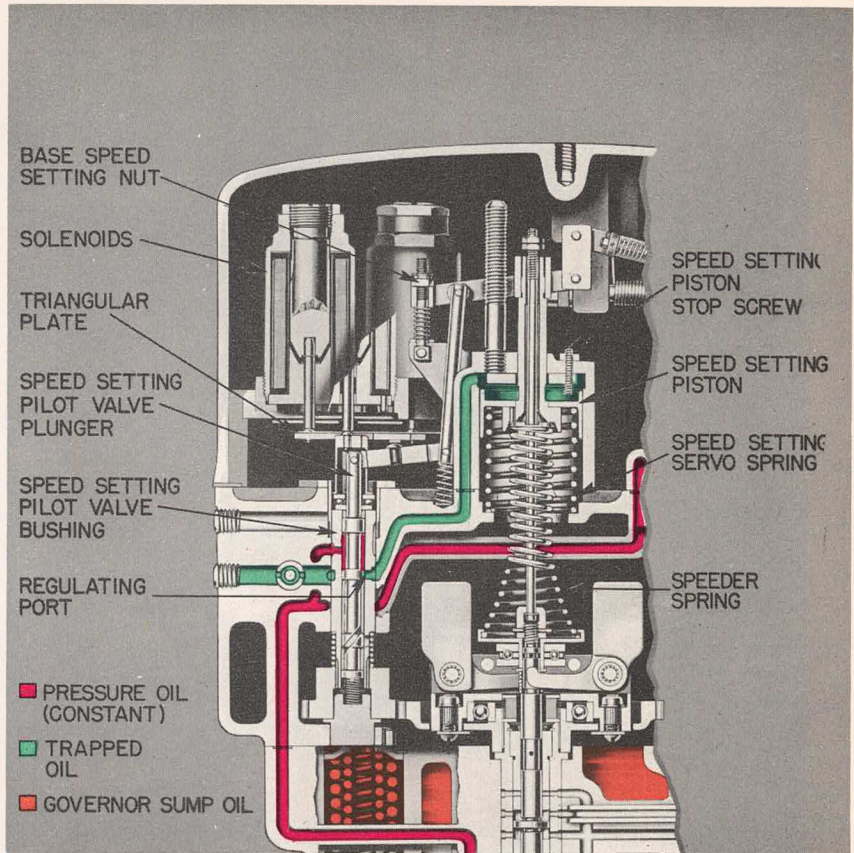 BASE SPEED
SETTING NUT
SOLENOIDS
TRIANGULAR
PLATE
SPEED SETTING
PILOT VALVE
PLUNGER
SPEED SETTING
PILOT VALVE
BUSHING
REGULATING
PORT
PRESSURE OIL
(CONSTANT)
TRAPPED
OIL
GOVERNOR SUMP OIL
SPEED SETTIN
PISTON
STOP SCREW
SPEED SETTING
PISTON
SPEED SETTING
SERVO SPRING
SPEEDER
SPRING